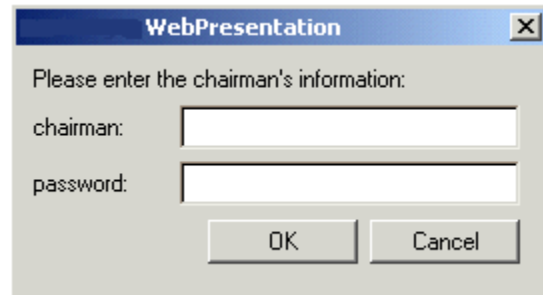 WebPresentation
Please enter the chairman's information:
chairman:
password:
OK Cancel